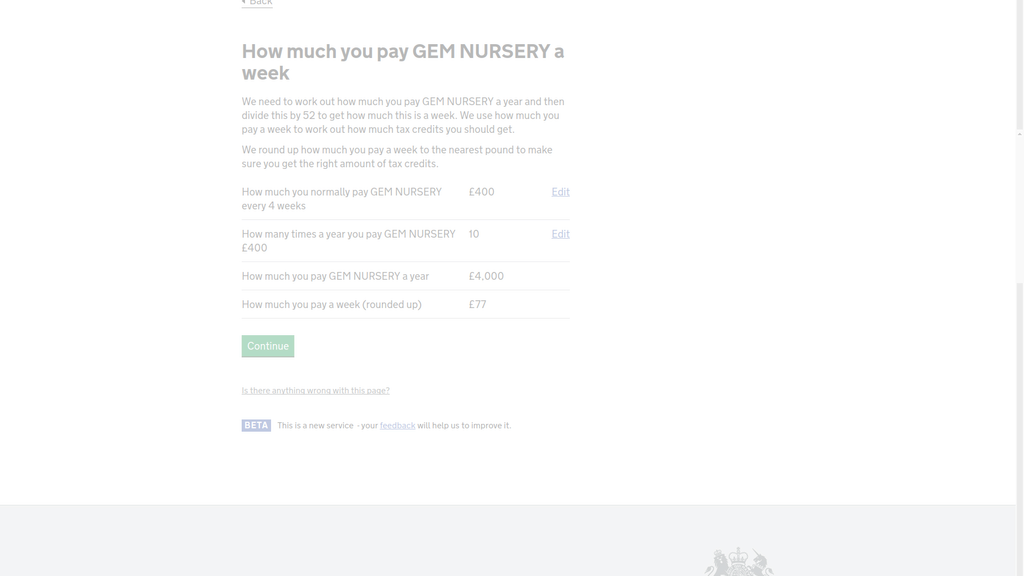 Back
How much you pay GEM NURSERY a
week
We need to work out how much you pay GEM NURSERY a year and then
divide this by 52 to get how much this is a week. We use how much you
pay a week to work out how much tax credits you should get.
We round up how much you pay a week to the nearest pound to make
sure you get the right amount of tax credits.
How much you normally pay GEM NURSERY £400 Edit
every 4 weeks
How many times a year you pay GEM NURSERY 10 Edit
£400
How much you pay GEM NURSERY a year £4,000
How much you pay a week (rounded up) £77
Continue
Is there anything wrong with this page?
BETA This is a new service - your feedback will help us to improve it.